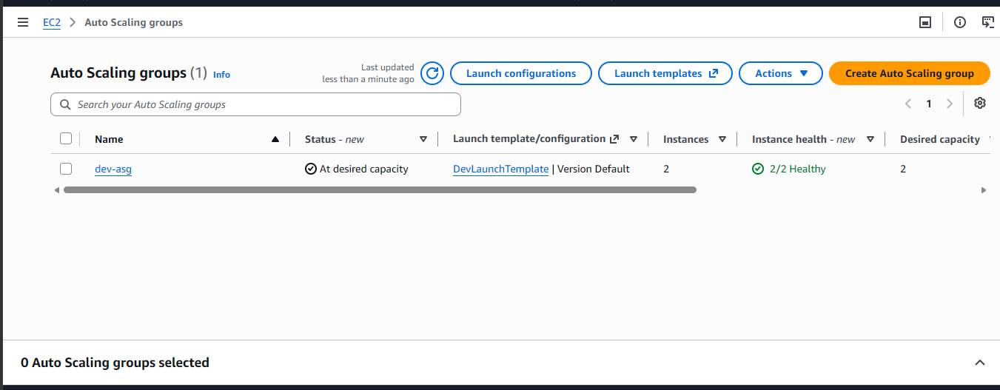 EC2 Auto Scaling groups
Auto Scaling groups (1) Info
Last updated
less than a minute ago
Launch configurations
Launch templates
Actions
Create Auto Scaling group
Search your Auto Scaling groups
1
Name Status - new Launch template/configuration Instances Instance health - new Desired capacity
dev-asg At desired capacity DevLaunchTemplate | Version Default 2 2/2 Healthy 2
0 Auto Scaling groups selected